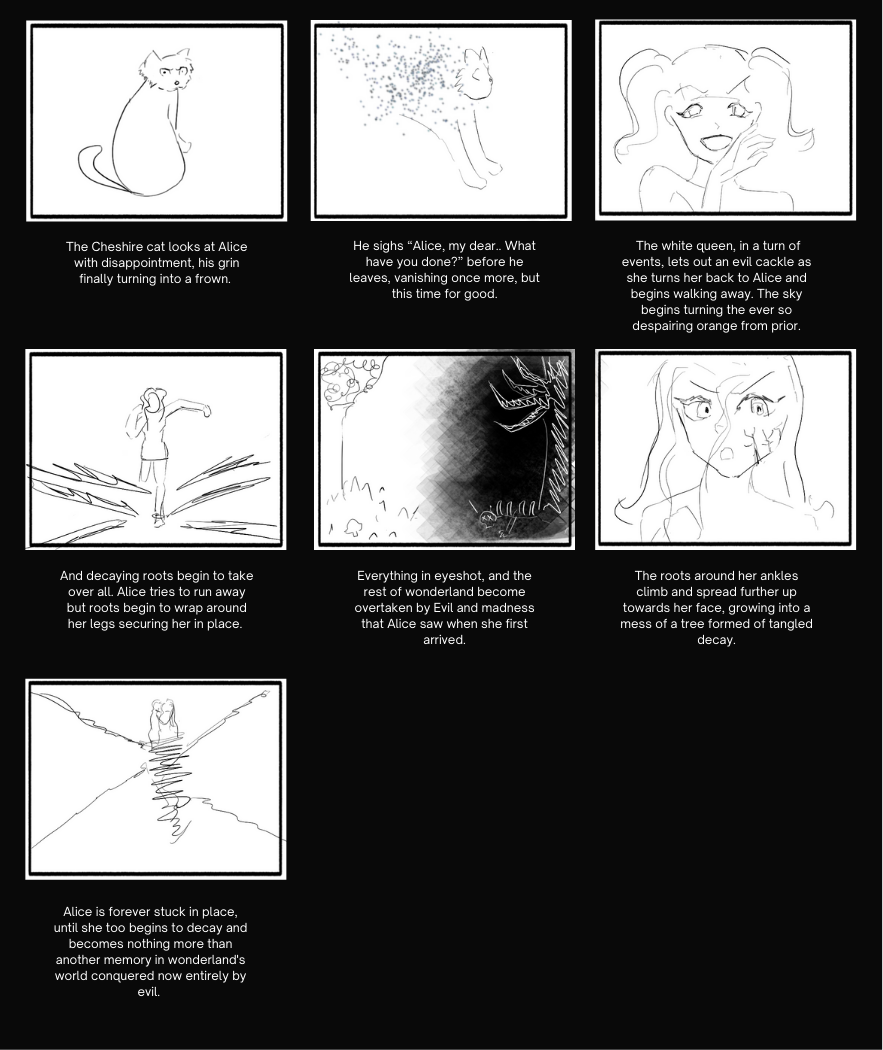 The Cheshire cat looks at Alice
with disappointment, his grin
finally turning into a frown.
He sighs “Alice, my dear.. What
have you done?” before he
leaves, vanishing once more, but
this time for good.
The white queen, in a turn of
events, lets out an evil cackle as
she turns her back to Alice and
begins walking away. The sky
begins turning the ever so
despairing orange from prior.
And decaying roots begin to take
over all. Alice tries to run away
but roots begin to wrap around
her legs securing her in place.
Everything in eyeshot, and the
rest of wonderland become
overtaken by Evil and madness
that Alice saw when she first
arrived.
The roots around her ankles
climb and spread further up
towards her face, growing into a
mess of a tree formed of tangled
decay.
Alice is forever stuck in place,
until she too begins to decay and
becomes nothing more than
another memory in wonderland's
world conquered now entirely by
evil.